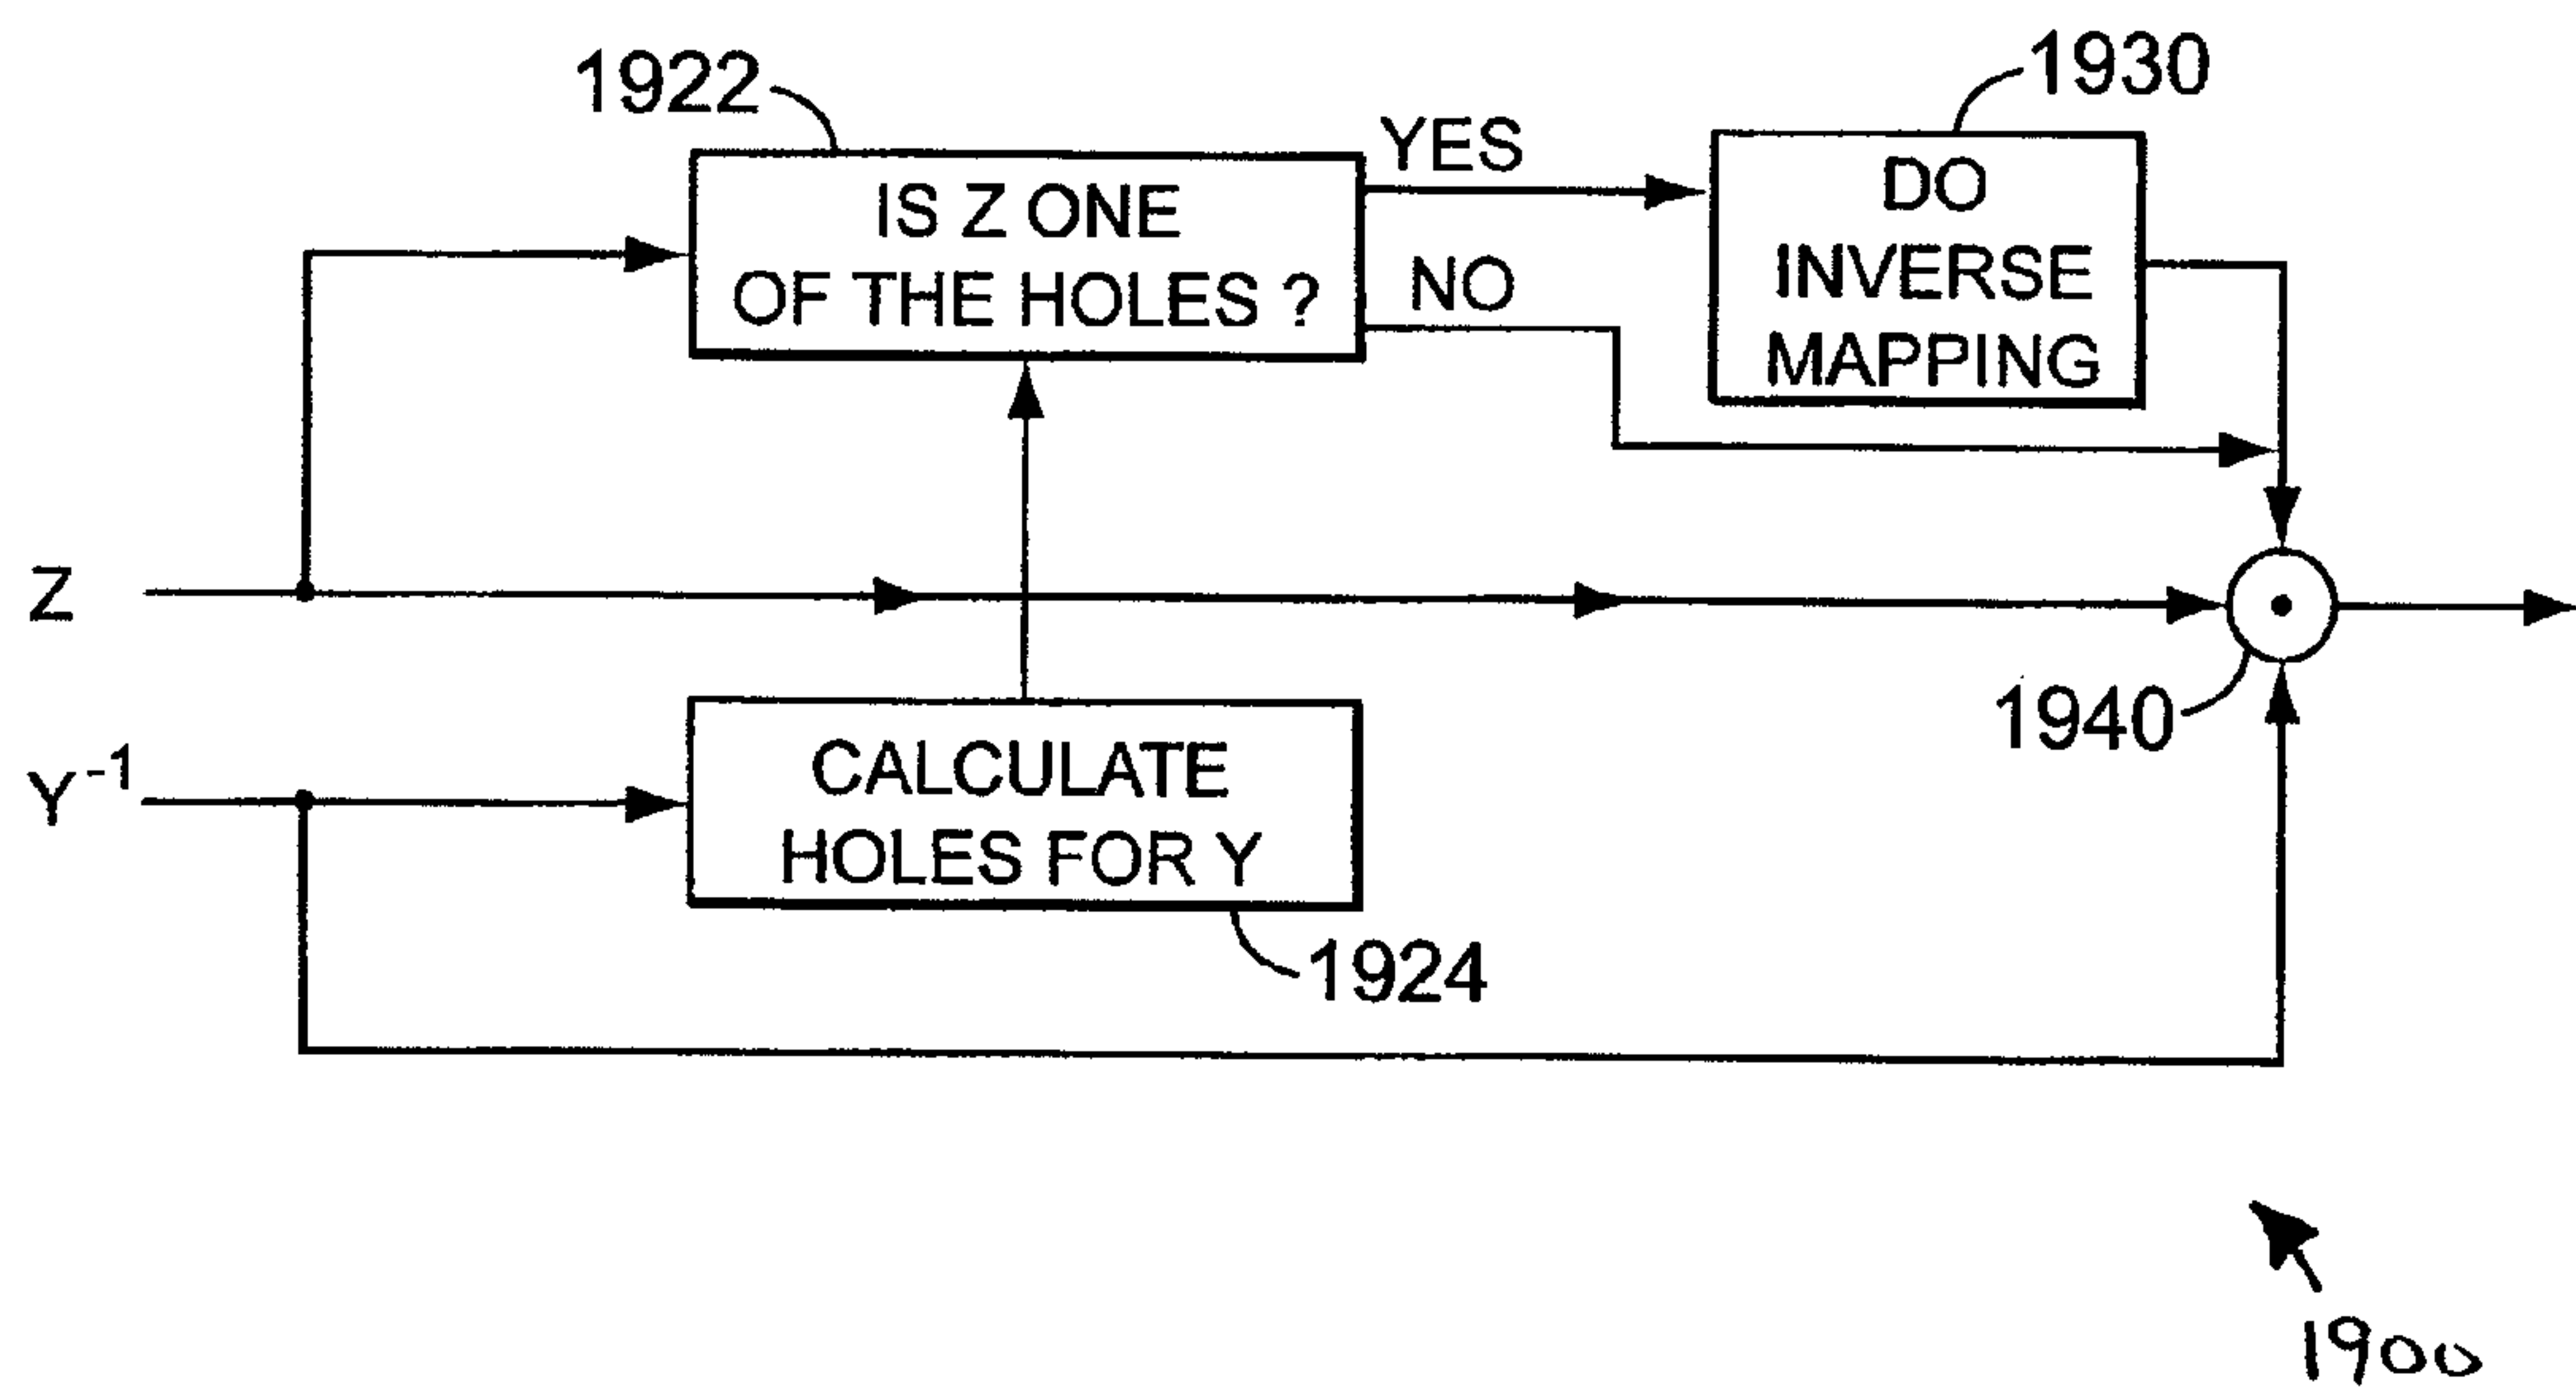 1922
1930
YES
IS Z ONE
OF THE HOLES ?
NO
DO
INVERSE
MAPPING
Z
1940
Y⁻¹
CALCULATE
HOLES FOR Y
1924
1900